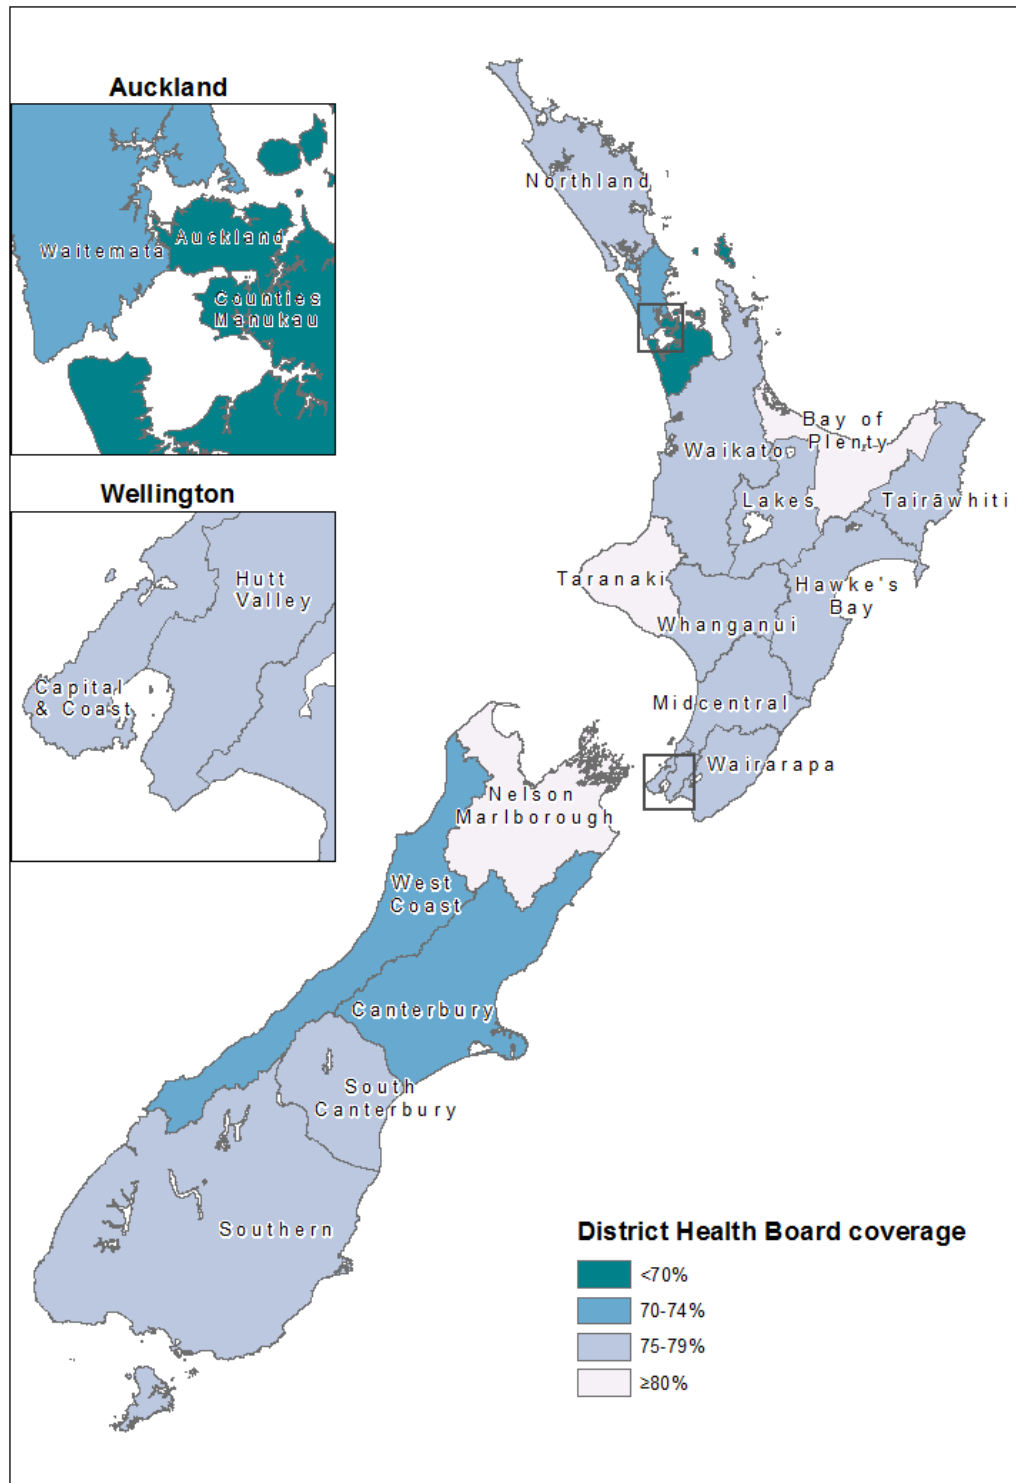 Auckland
Waitematā
Auckland
Counties
Manukau
Wellington
Hutt
Valley
Capital
& Coast
Northland
Bay of
Plenty
Waikato
Lakes
Tairāwhiti
Taranaki
Hawke's
Bay
Whanganui
Midcentral
Wairarapa
Nelson
Marlborough
West
Coast
Canterbury
South
Canterbury
Southern
District Health Board coverage
<70%
70-74%
75-79%
≥80%